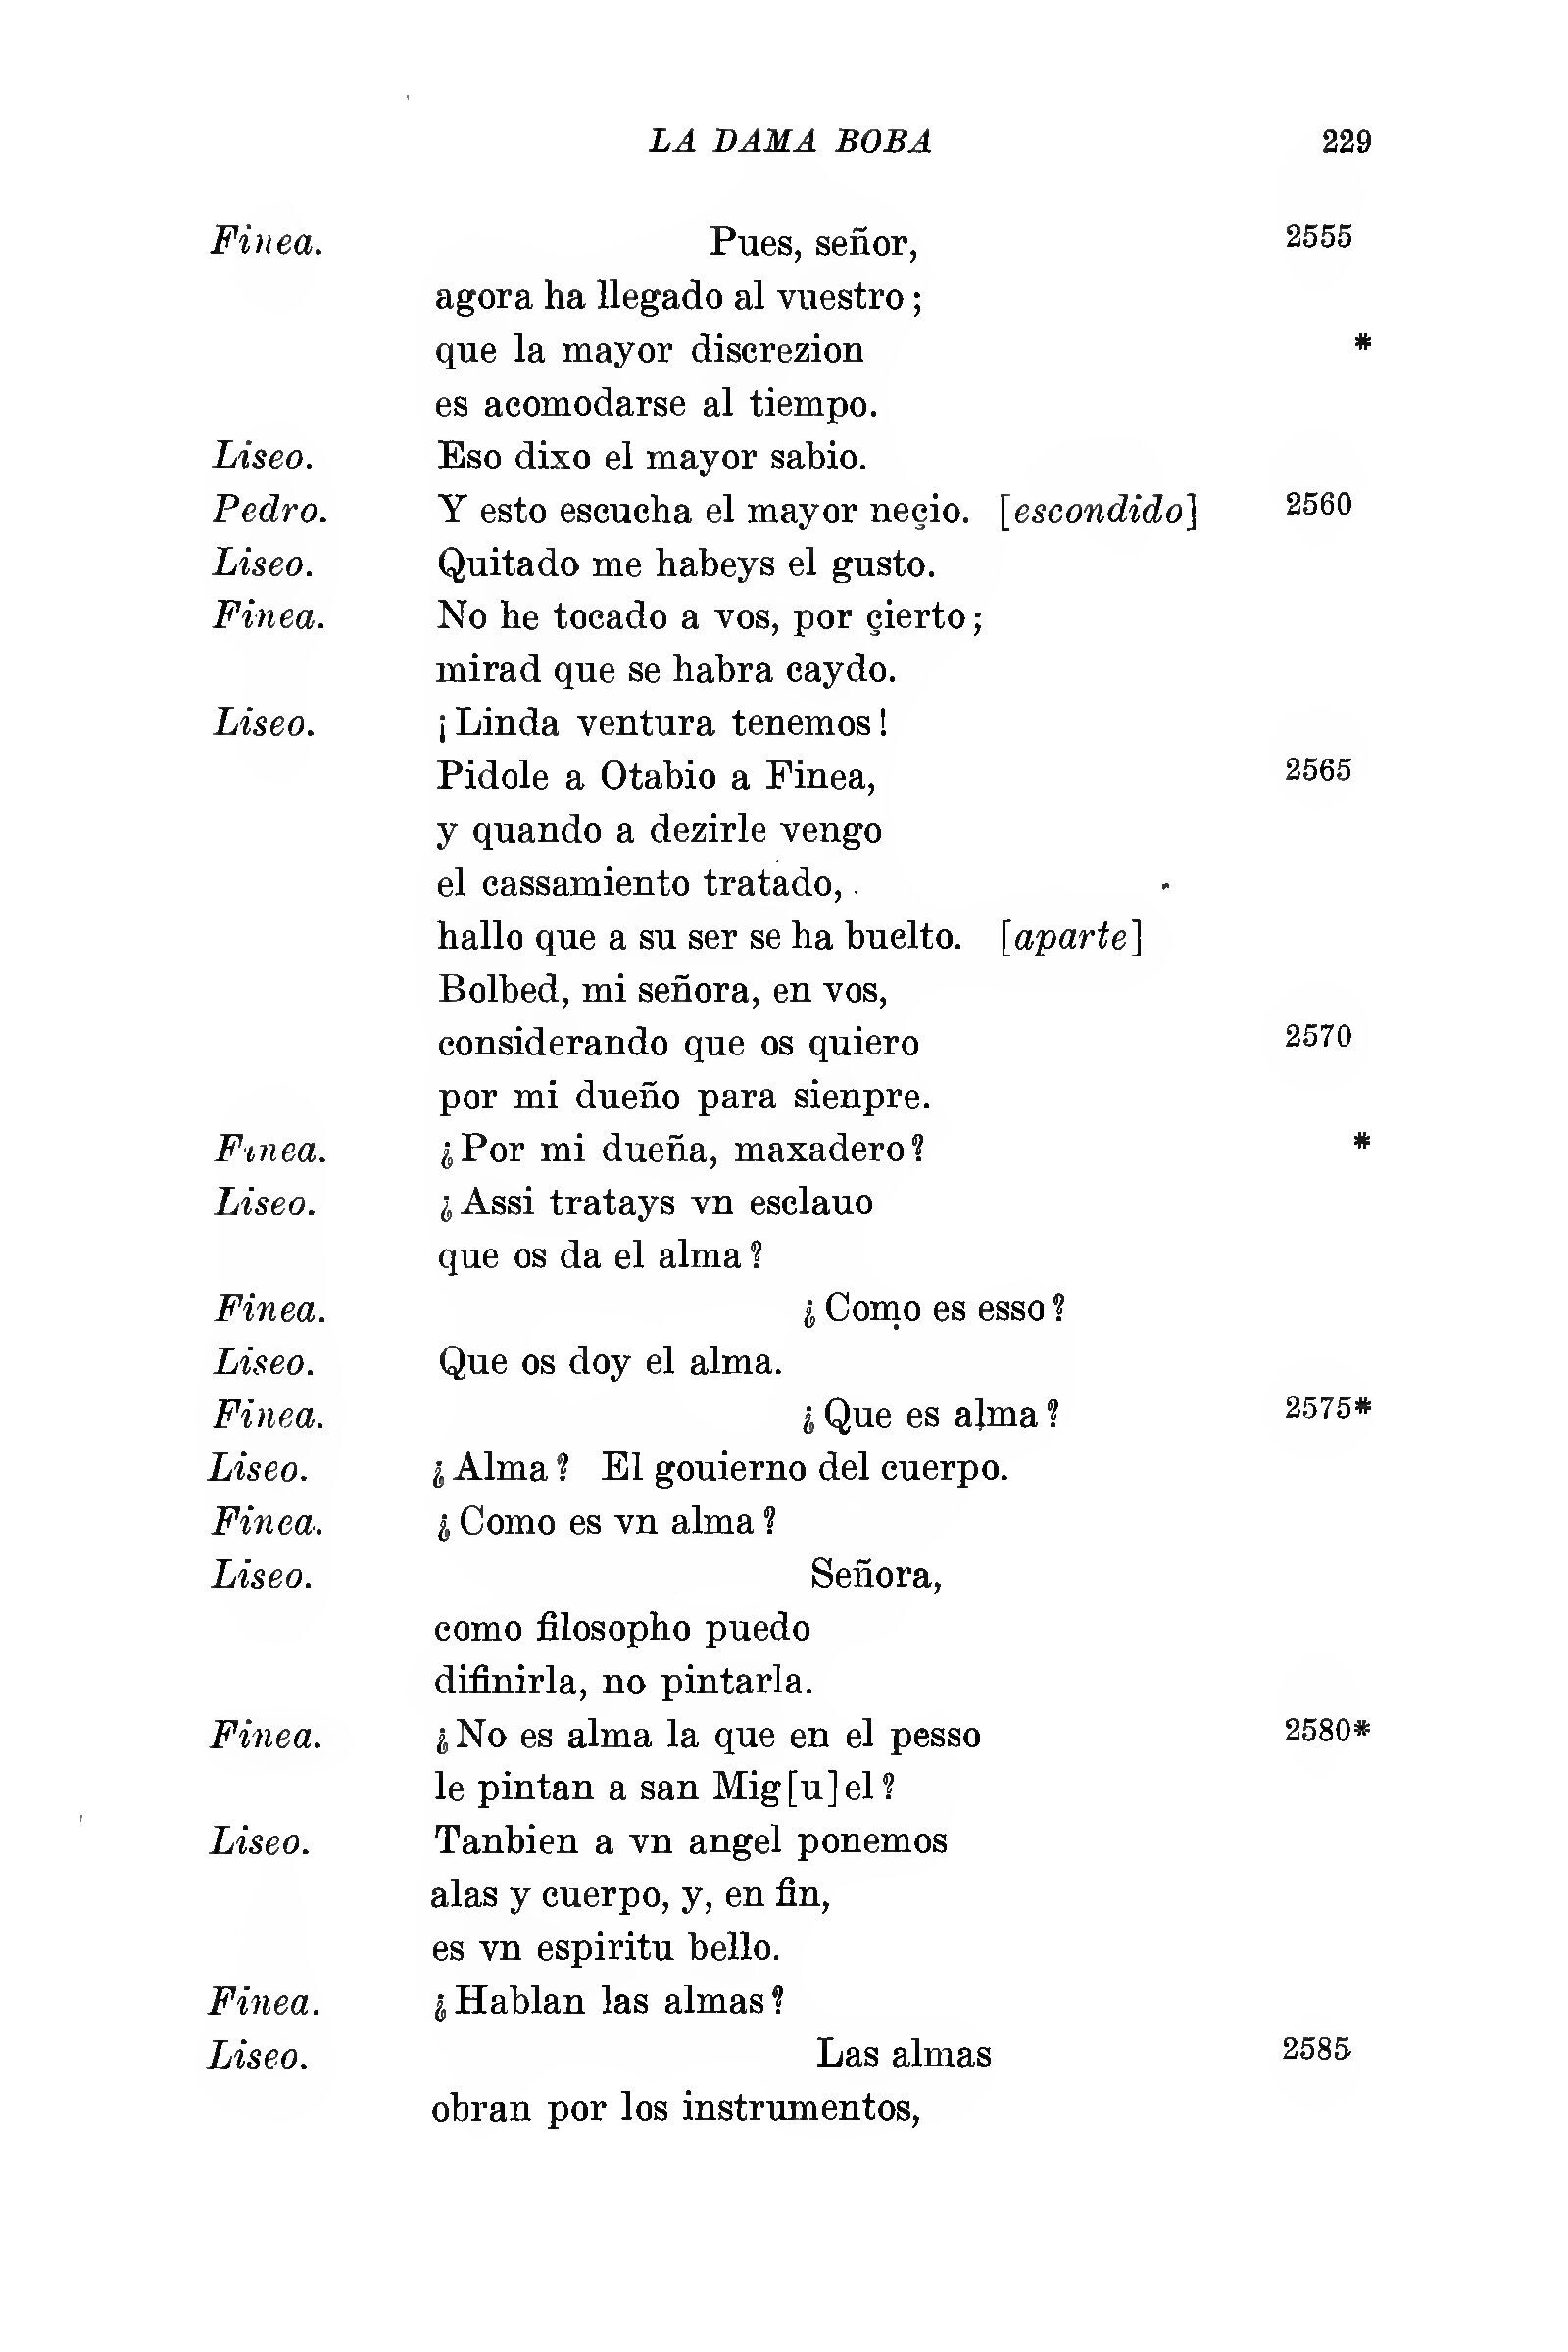 LA DAMA BOBA 229
Finea. Pues, señor, 2555
agora ha llegado al vuestro;
que la mayor discrezion *
es acomodarse al tiempo.
Liseo. Eso dixo el mayor sabio.
Pedro. Y esto escucha el mayor neçio. [escondido] 2560
Liseo. Quitado me habeys el gusto.
Finea. No he tocado a vos, por çierto;
mirad que se habra caydo.
Liseo. ¡Linda ventura tenemos!
Pidole a Otabio a Finea, 2565
y quando a dezirle vengo
el cassamiento tratado,
hallo que a su ser se ha buelto. [aparte]
Bolbed, mi señora, en vos,
considerando que os quiero 2570
por mi dueño para sienpre.
Finea. ¿Por mi dueña, maxadero? *
Liseo. ¿Assi tratays vn esclauo
que os da el alma?
Finea. ¿Como es esso?
Liseo. Que os doy el alma.
Finea. ¿Que es alma? 2575*
Liseo. ¿Alma? El gouierno del cuerpo.
Finea. ¿Como es vn alma?
Liseo. Señora,
como filosopho puedo
difinirla, no pintarla.
Finea. ¿No es alma la que en el pesso 2580*
le pintan a san Mig[u]el?
Liseo. Tanbien a vn angel ponemos
alas y cuerpo, y, en fin,
es vn espiritu bello.
Finea. ¿Hablan las almas?
Liseo. Las almas 2585
obran por los instrumentos,